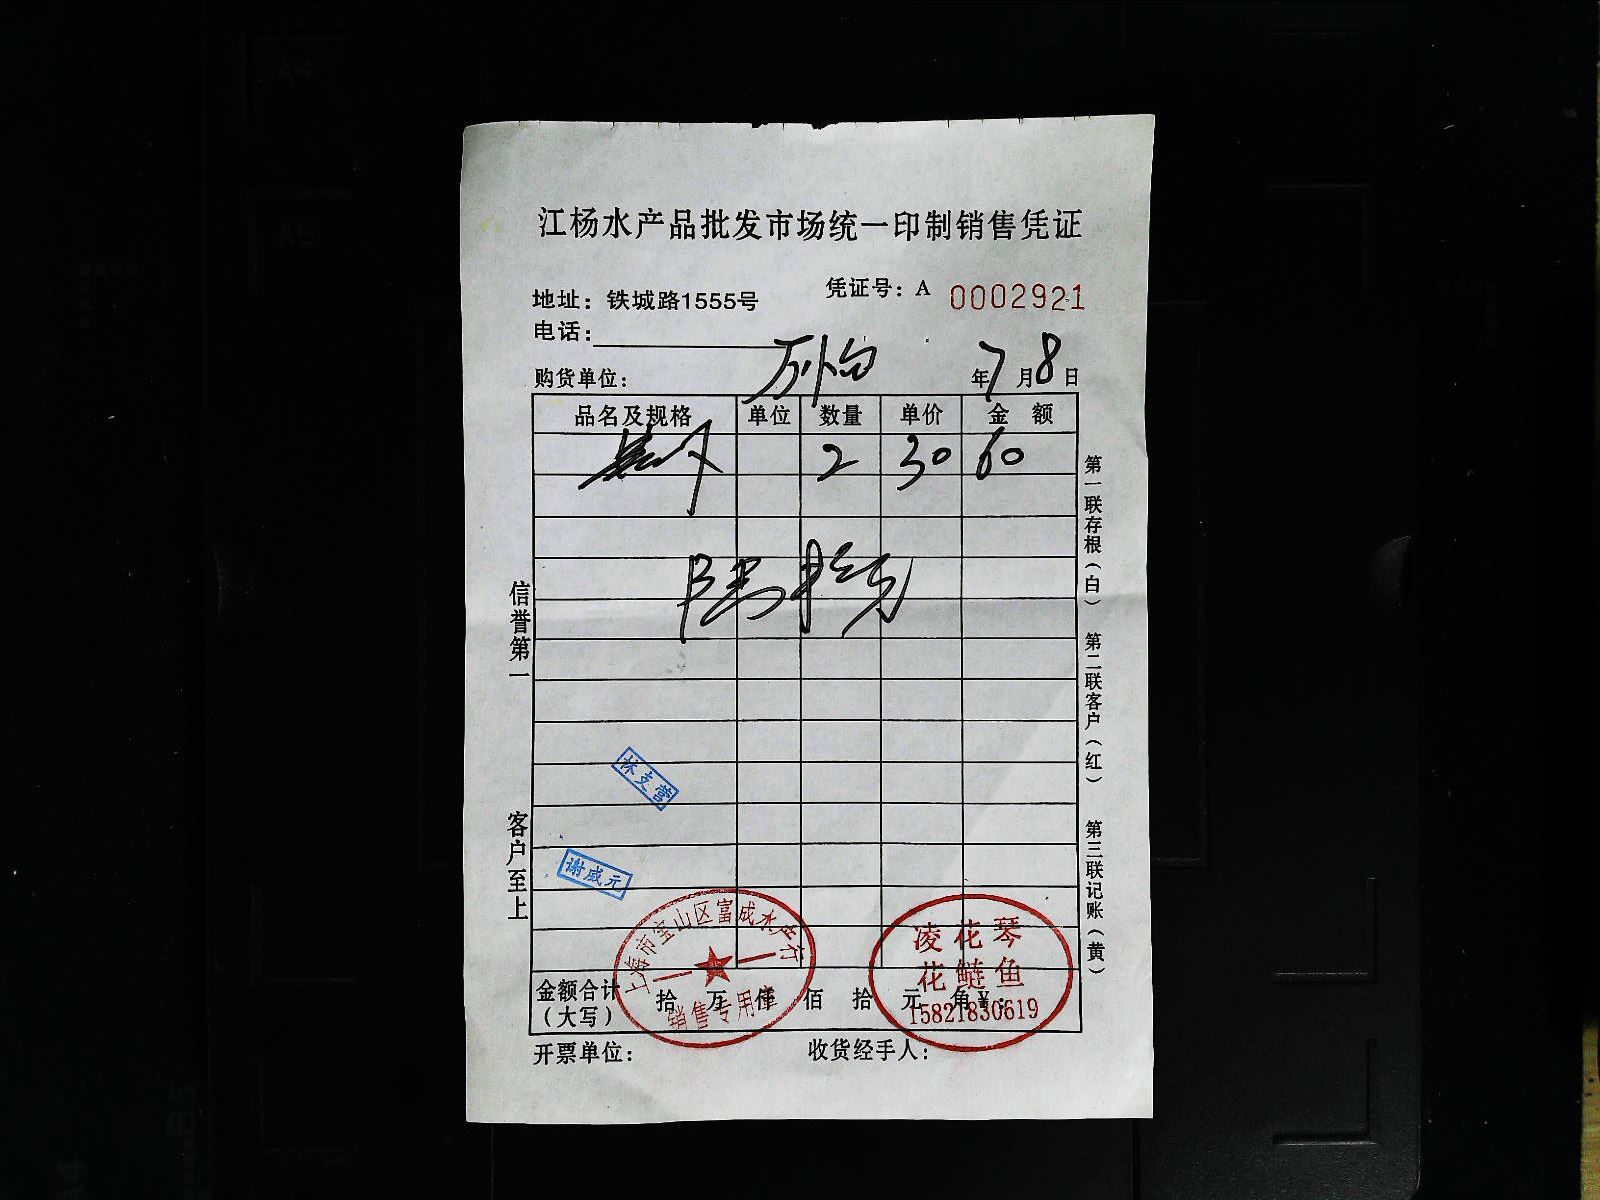 江杨水产品批发市场统一印制销售凭证
凭证号：A 0002921
地址：铁城路1555号
电话：
购货单位： 年7月8日
品名及规格 单位 数量 单价 金 额
2 30 60
信誉第一
客户至上
第一联存根（白）
第二联客户（红）
第三联记账（黄）
林支营
谢成元
上海市宝山区富成水产行
销售专用章
凌花琴
花鲢鱼
15821830619
金额合计（大写） 拾 万 仟 佰 拾 元 角 ¥：
开票单位： 收货经手人：